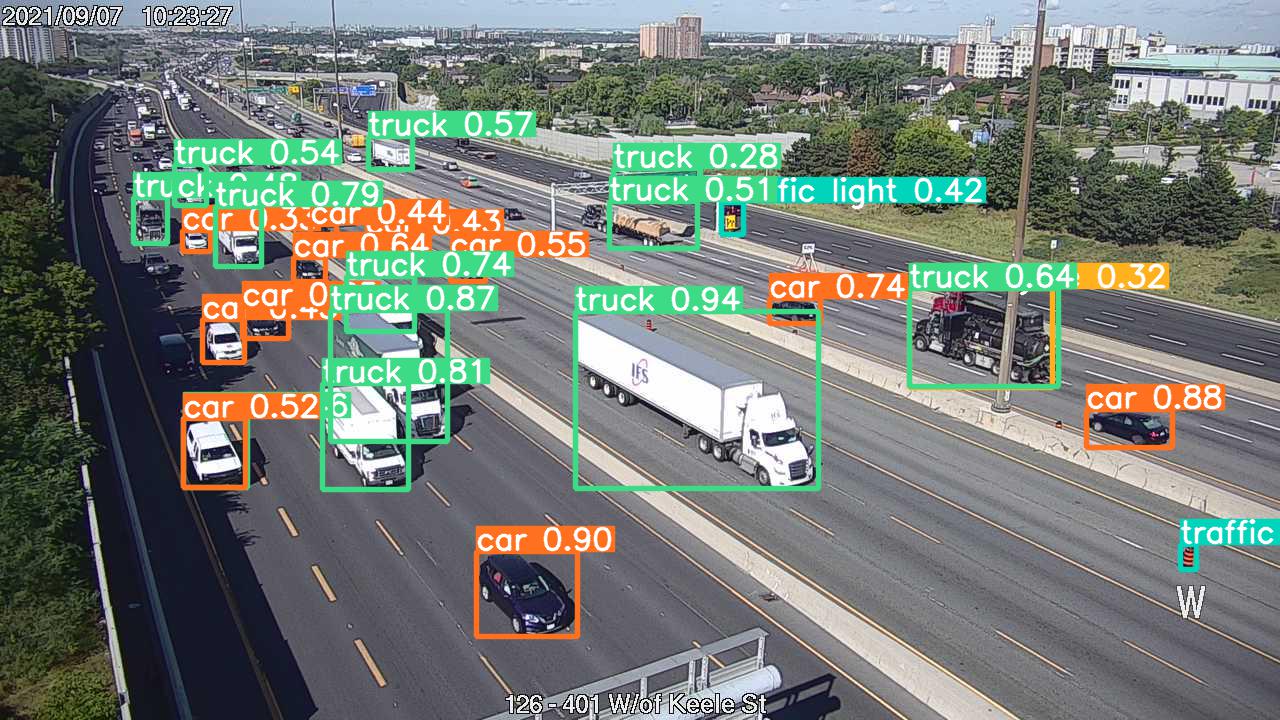 2021/09/07 10:23:27
truck 0.57
truck 0.54
truck 0.28
truck 0.79
truck 0.51
fic light 0.42
car 0.44
car 0.64
car 0.55
truck 0.74
truck 0.64
0.32
car 0.74
truck 0.87
truck 0.94
IFS
truck 0.81
car 0.52
car 0.88
traffic
car 0.90
W
126 - 401 W/of Keele St